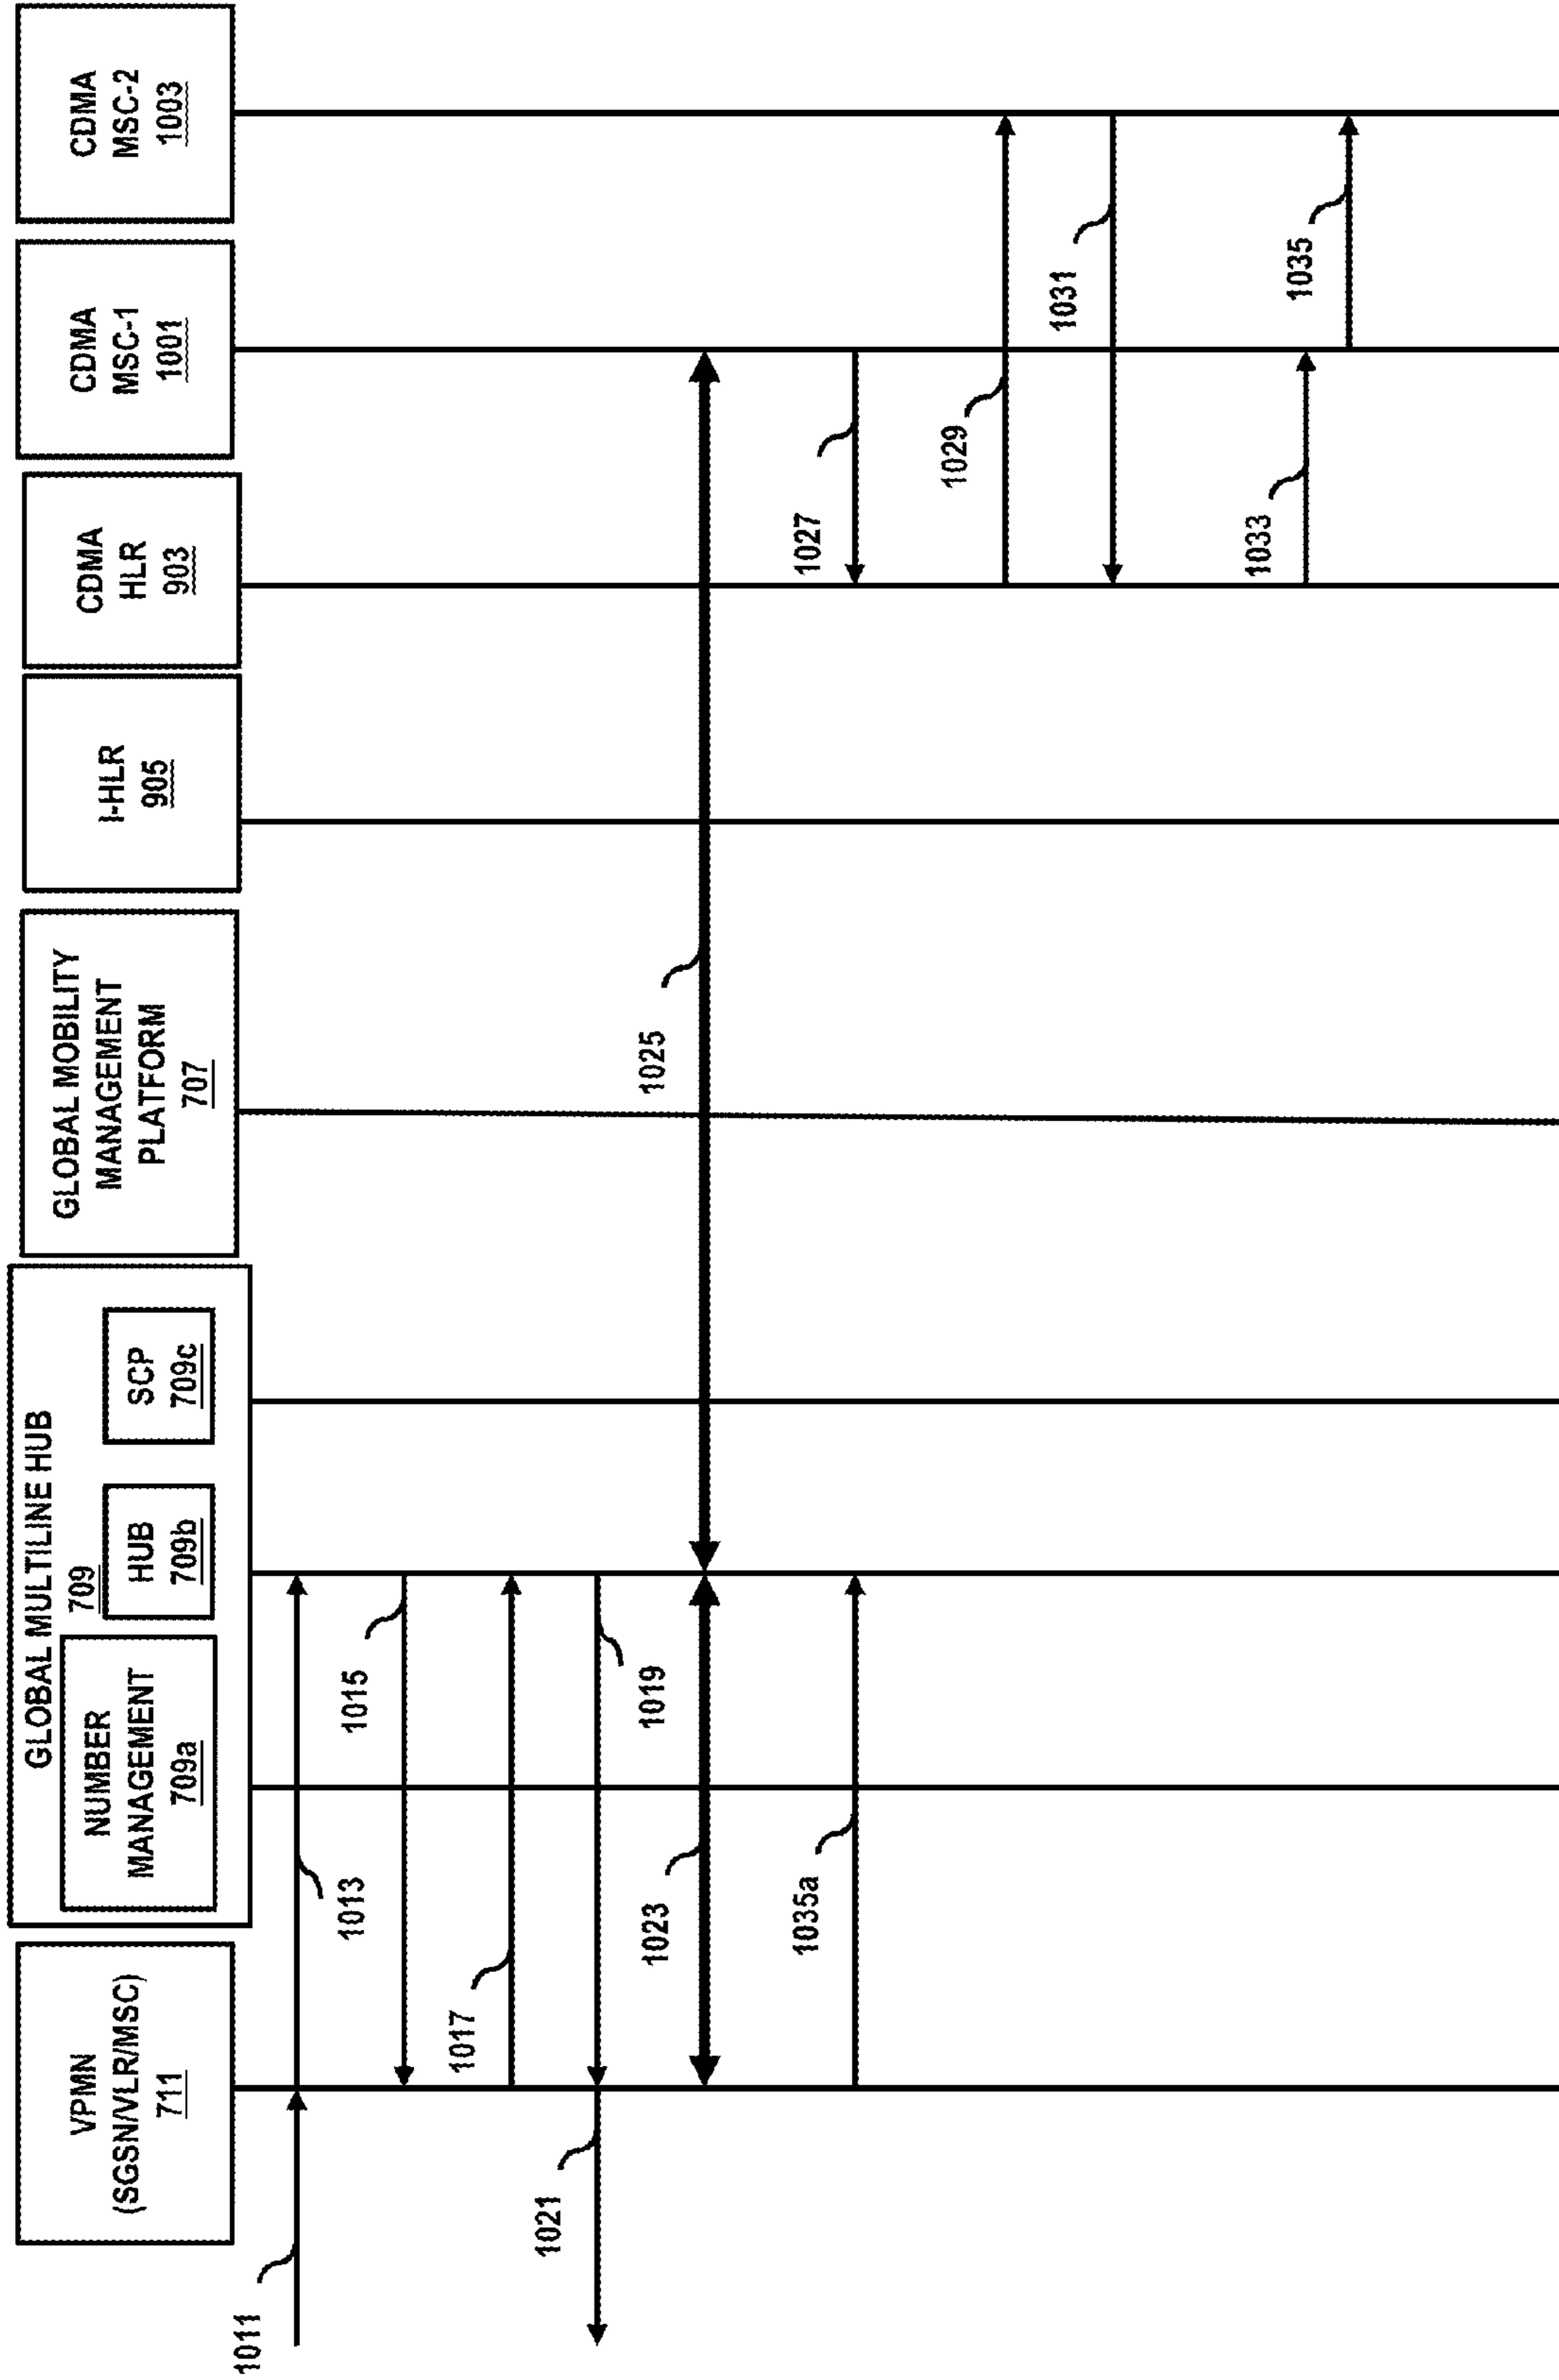 VPMN
(SGSN/VLR/MSC)
711
GLOBAL MULTILINE HUB
709
NUMBER
MANAGEMENT
709a
HUB
709b
SCP
709c
GLOBAL MOBILITY
MANAGEMENT
PLATFORM
707
I-HLR
905
CDMA
HLR
903
CDMA
MSC-1
1001
CDMA
MSC-2
1003
1011
1013
1015
1017
1019
1021
1023
1025
1035a
1027
1029
1031
1033
1035